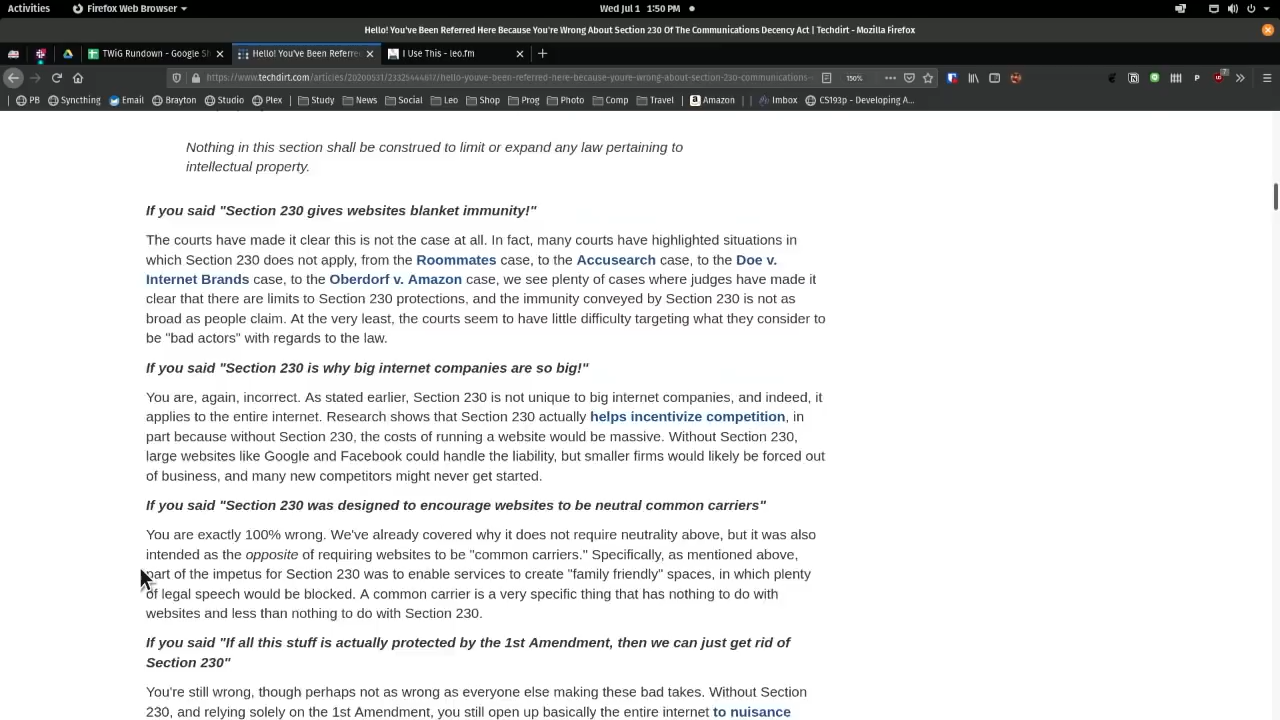 Activities Firefox Web Browser Wed Jul 1 1:50 PM
Hello! You've Been Referred Here Because You're Wrong About Section 230 Of The Communications Decency Act | Techdirt - Mozilla Firefox
TWiG Rundown - Google Sh Hello! You've Been Referre I Use This - leo.fm
https://www.techdirt.com/articles/20200531/23325444617/hello-youve-been-referred-here-because-youre-wrong-about-section-230-communications- 150%
PB Syncthing Email Brayton Studio Plex Study News Social Leo Shop Prog Photo Comp Travel Amazon Imbox CS193p - Developing A...
Nothing in this section shall be construed to limit or expand any law pertaining to
intellectual property.
If you said "Section 230 gives websites blanket immunity!"
The courts have made it clear this is not the case at all. In fact, many courts have highlighted situations in
which Section 230 does not apply, from the Roommates case, to the Accusearch case, to the Doe v.
Internet Brands case, to the Oberdorf v. Amazon case, we see plenty of cases where judges have made it
clear that there are limits to Section 230 protections, and the immunity conveyed by Section 230 is not as
broad as people claim. At the very least, the courts seem to have little difficulty targeting what they consider to
be "bad actors" with regards to the law.
If you said "Section 230 is why big internet companies are so big!"
You are, again, incorrect. As stated earlier, Section 230 is not unique to big internet companies, and indeed, it
applies to the entire internet. Research shows that Section 230 actually helps incentivize competition, in
part because without Section 230, the costs of running a website would be massive. Without Section 230,
large websites like Google and Facebook could handle the liability, but smaller firms would likely be forced out
of business, and many new competitors might never get started.
If you said "Section 230 was designed to encourage websites to be neutral common carriers"
You are exactly 100% wrong. We've already covered why it does not require neutrality above, but it was also
intended as the opposite of requiring websites to be "common carriers." Specifically, as mentioned above,
part of the impetus for Section 230 was to enable services to create "family friendly" spaces, in which plenty
of legal speech would be blocked. A common carrier is a very specific thing that has nothing to do with
websites and less than nothing to do with Section 230.
If you said "If all this stuff is actually protected by the 1st Amendment, then we can just get rid of
Section 230"
You're still wrong, though perhaps not as wrong as everyone else making these bad takes. Without Section
230, and relying solely on the 1st Amendment, you still open up basically the entire internet to nuisance